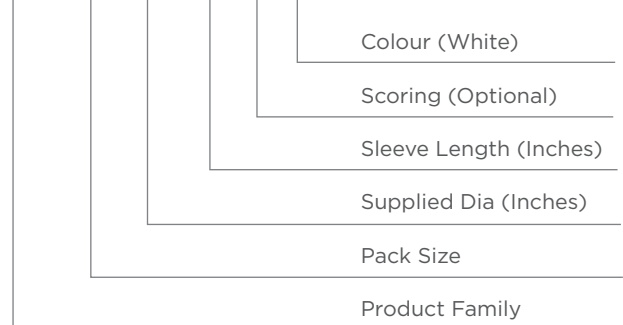 Colour (White)
Scoring (Optional)
Sleeve Length (Inches)
Supplied Dia (Inches)
Pack Size
Product Family